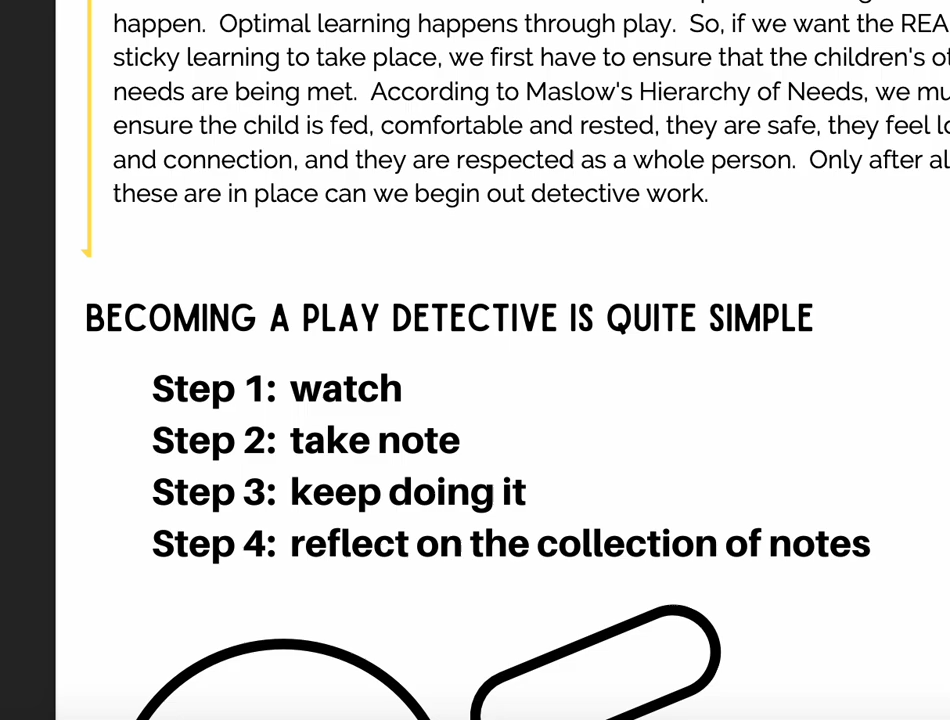 happen. Optimal learning happens through play. So, if we want the REA
sticky learning to take place, we first have to ensure that the children's
needs are being met. According to Maslow's Hierarchy of Needs, we
ensure the child is fed, comfortable and rested, they are safe, they feel
and connection, and they are respected as a whole person. Only after
these are in place can we begin out detective work.
BECOMING A PLAY DETECTIVE IS QUITE SIMPLE
Step 1: watch
Step 2: take note
Step 3: keep doing it
Step 4: reflect on the collection of notes